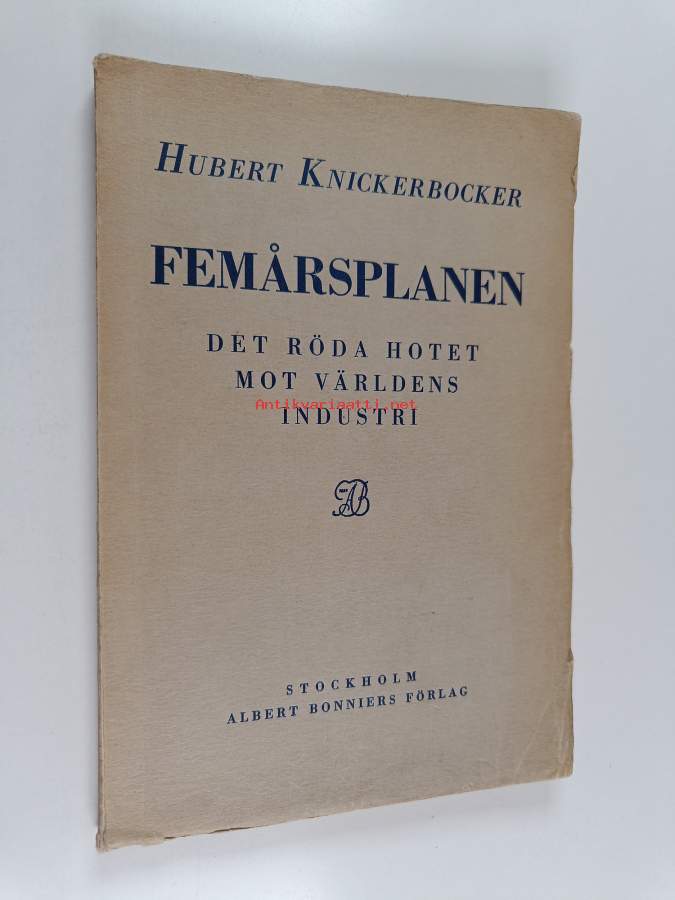 HUBERT KNICKERBOCKER
FEMÅRSPLANEN
DET RÖDA HOTET
MOT VÄRLDENS
Antikvariaatti.net
INDUSTRI
AB
STOCKHOLM
ALBERT BONNIERS FÖRLAG